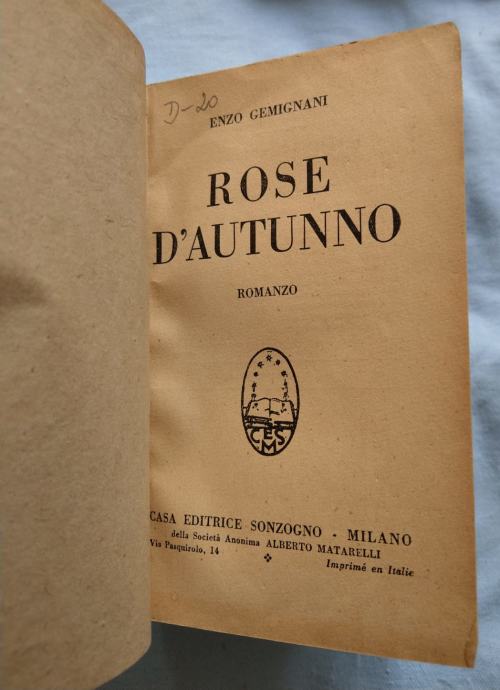 D-20
ENZO GEMIGNANI
ROSE
D'AUTUNNO
ROMANZO
CESM
CASA EDITRICE SONZOGNO - MILANO
della Società Anonima ALBERTO MATARELLI
Via Pasquirolo, 14
Imprimé en Italie